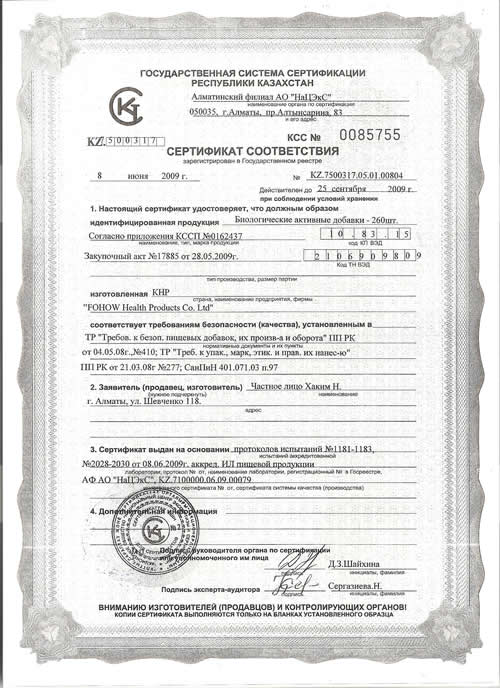 ГОСУДАРСТВЕННАЯ СИСТЕМА СЕРТИФИКАЦИИ
РЕСПУБЛИКИ КАЗАХСТАН
Алматинский филиал АО "НаЦЭкС"
наименование органа по сертификации
050035, г.Алматы, пр.Алтынсарина, 83
и его адрес
KZ.500317
КСС № 0085755
СЕРТИФИКАТ СООТВЕТСТВИЯ
зарегистрирован в Государственном реестре
8 июня 2009 г. № KZ.7500317.05.01.00804
Действителен до 25 сентября 2009 г.
при соблюдении условий хранения
1. Настоящий сертификат удостоверяет, что должным образом
идентифицированная продукция Биологические активные добавки - 260шт.
Согласно приложения КССП №0162437 10.83.15
наименование, тип, марка продукции код КП ВЭД
Закупочный акт №17885 от 28.05.2009г. 2106909809
Код ТН ВЭД
тип производства, размер партии
изготовленная КНР
страна, наименование предприятия, фирмы
"FOHOW Health Products Co. Ltd"
соответствует требованиям безопасности (качества), установленным в
ТР "Требов. к безоп. пищевых добавок, их произв-а и оборота" ПП РК
нормативные документы и их пункты
от 04.05.08г.,№410; ТР "Треб. к упак., марк, этик. и прав. их нанес-ю"
ПП РК от 21.03.08г №277; СанПиН 401.071.03 п.97
2. Заявитель (продавец, изготовитель) Частное лицо Хаким Н.
(нужное подчеркнуть) наименование
г. Алматы, ул. Шевченко 118.
адрес
3. Сертификат выдан на основании протоколов испытаний №1181-1183,
испытаний аккредитованной
№2028-2030 от 08.06.2009г. аккред. ИЛ пищевой продукции
лаборатории, протокол № от, наименование лаборатории, регистрационного № в Госреестре,
АФ АО "НаЦЭкС", KZ.7100000.06.09.00079
сертификата № от, сертификата системы качества (производства)
4. Дополнительная информация
Подпись руководителя органа по сертификации
или уполномоченного им лица Д.З.Шайхина
подпись инициалы, фамилия
Подпись эксперта-аудитора Сергазиева.Н.
подпись инициалы, фамилия
ВНИМАНИЮ ИЗГОТОВИТЕЛЕЙ (ПРОДАВЦОВ) И КОНТРОЛИРУЮЩИХ ОРГАНОВ!
КОПИИ СЕРТИФИКАТА ВЫПОЛНЯЮТСЯ ТОЛЬКО НА БЛАНКАХ УСТАНОВЛЕННОГО ОБРАЗЦА